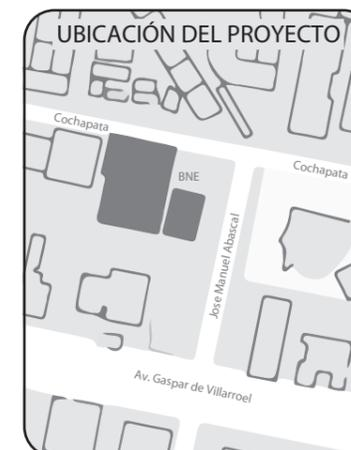 UBICACIÓN DEL PROYECTO
Cochapata
Cochapata
BNE
Jose Manuel Abascal
Av. Gaspar de Villarroel